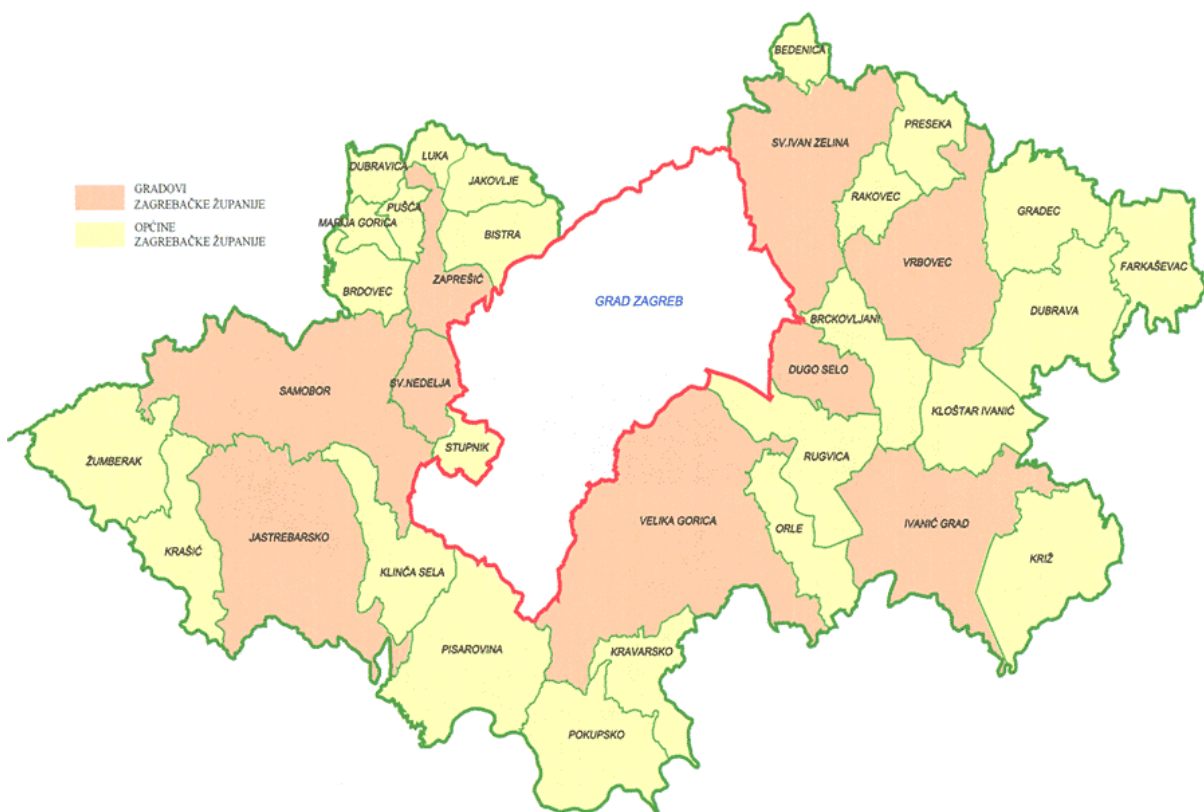 BEDENICA
SV.IVAN ZELINA
PRESEKA
LUKA
DUBRAVICA
JAKOVLJE
GRADOVI
ZAGREBAČKE ŽUPANIJE
RAKOVEC
PUŠĆA
GRADEC
MARIJA GORICA
OPĆINE
ZAGREBAČKE ŽUPANIJE
BISTRA
VRBOVEC
FARKAŠEVAC
ZAPREŠIĆ
BRDOVEC
GRAD ZAGREB
DUBRAVA
BRCKOVLJANI
DUGO SELO
SV.NEDELJA
SAMOBOR
KLOŠTAR IVANIĆ
STUPNIK
RUGVICA
ŽUMBERAK
VELIKA GORICA
ORLE
IVANIĆ GRAD
JASTREBARSKO
KRAŠIĆ
KRIŽ
KLINČA SELA
PISAROVINA
KRAVARSKO
POKUPSKO